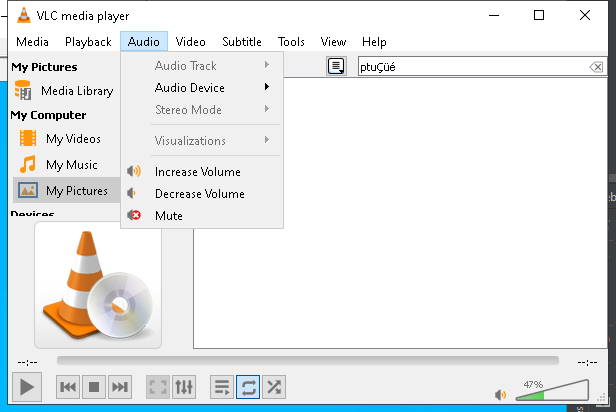 VLC media player
Media Playback Audio Video Subtitle Tools View Help
My Pictures
Media Library
My Computer
My Videos
My Music
My Pictures
Devices
Audio Track
Audio Device
Stereo Mode
Visualizations
Increase Volume
Decrease Volume
Mute
ptuÇüé
--:--
--:--
47%